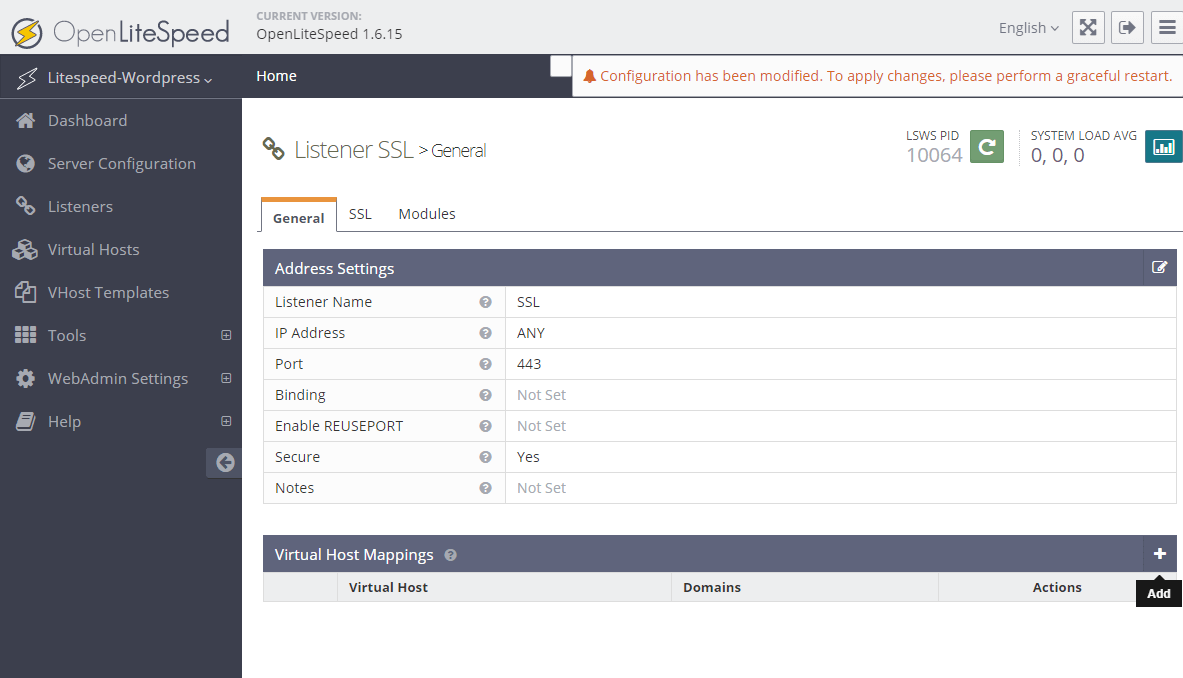 OpenLiteSpeed
CURRENT VERSION:
OpenLiteSpeed 1.6.15
English
Litespeed-Wordpress
Home
Configuration has been modified. To apply changes, please perform a graceful restart.
Dashboard
Server Configuration
Listeners
Virtual Hosts
VHost Templates
Tools
WebAdmin Settings
Help
Listener SSL > General
LSWS PID
10064
SYSTEM LOAD AVG
0, 0, 0
General SSL Modules
Address Settings
Listener Name SSL
IP Address ANY
Port 443
Binding Not Set
Enable REUSEPORT Not Set
Secure Yes
Notes Not Set
Virtual Host Mappings
Virtual Host Domains Actions
Add